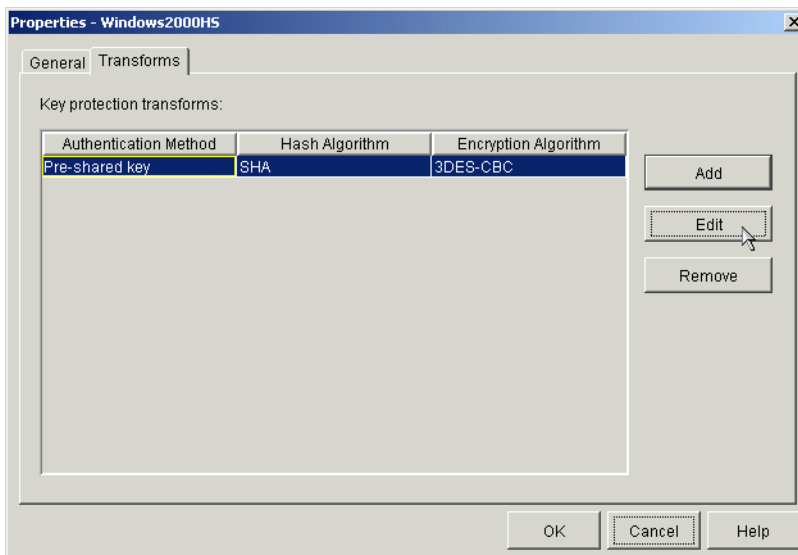 Properties - Windows2000HS
General Transforms
Key protection transforms:
Authentication Method Hash Algorithm Encryption Algorithm
Pre-shared key SHA 3DES-CBC
Add
Edit
Remove
OK Cancel Help